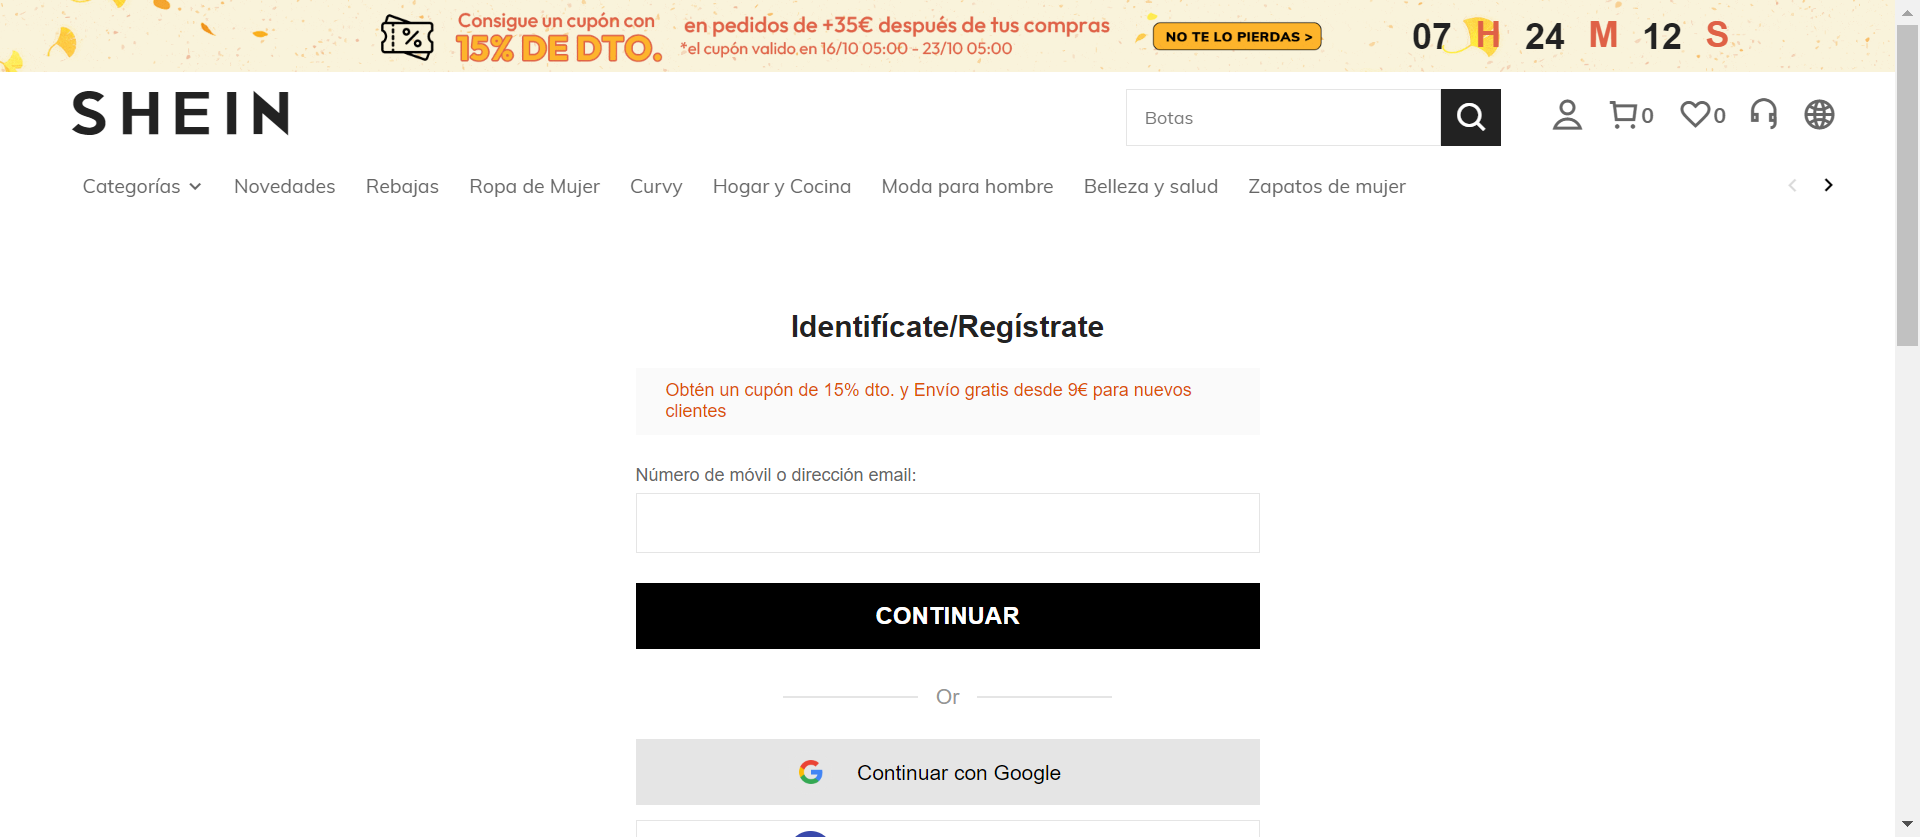 Consigue un cupón con
15% DE DTO.
en pedidos de +35€ después de tus compras
*el cupón valido en 16/10 05:00 - 23/10 05:00
NO TE LO PIERDAS >
07 H 24 M 12 S
SHEIN
Botas
0
0
Categorías
Novedades
Rebajas
Ropa de Mujer
Curvy
Hogar y Cocina
Moda para hombre
Belleza y salud
Zapatos de mujer
Identifícate/Regístrate
Obtén un cupón de 15% dto. y Envío gratis desde 9€ para nuevos
clientes
Número de móvil o dirección email:
CONTINUAR
Or
Continuar con Google